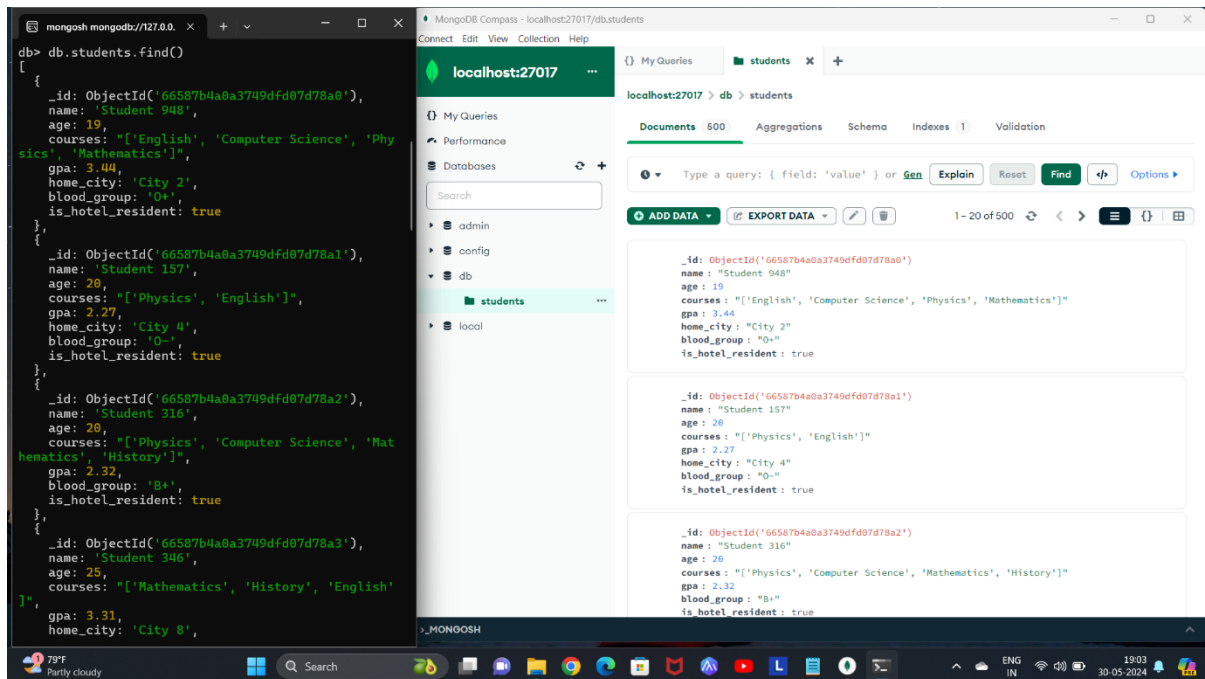 mongosh mongodb://127.0.0.
db> db.students.find()
[
{
_id: ObjectId('66587b4a0a3749dfd07d78a0'),
name: 'Student 948',
age: 19,
courses: "['English', 'Computer Science', 'Phy
sics', 'Mathematics']",
gpa: 3.44,
home_city: 'City 2',
blood_group: 'O+',
is_hotel_resident: true
},
{
_id: ObjectId('66587b4a0a3749dfd07d78a1'),
name: 'Student 157',
age: 20,
courses: "['Physics', 'English']",
gpa: 2.27,
home_city: 'City 4',
blood_group: 'O-',
is_hotel_resident: true
},
{
_id: ObjectId('66587b4a0a3749dfd07d78a2'),
name: 'Student 316',
age: 20,
courses: "['Physics', 'Computer Science', 'Mat
hematics', 'History']",
gpa: 2.32,
blood_group: 'B+',
is_hotel_resident: true
},
{
_id: ObjectId('66587b4a0a3749dfd07d78a3'),
name: 'Student 346',
age: 25,
courses: "['Mathematics', 'History', 'English'
]",
gpa: 3.31,
home_city: 'City 8',
MongoDB Compass - localhost:27017/db.students
Connect Edit View Collection Help
localhost:27017 ...
{} My Queries
Performance
Databases
Search
admin
config
db
students ...
local
{} My Queries
students
localhost:27017 > db > students
Documents 500 Aggregations Schema Indexes 1 Validation
Type a query: { field: 'value' } or Gen Explain Reset Find </> Options
ADD DATA EXPORT DATA 1 – 20 of 500 {}
_id: ObjectId('66587b4a0a3749dfd07d78a0')
name : "Student 948"
age : 19
courses : "['English', 'Computer Science', 'Physics', 'Mathematics']"
gpa : 3.44
home_city : "City 2"
blood_group : "O+"
is_hotel_resident : true
_id: ObjectId('66587b4a0a3749dfd07d78a1')
name : "Student 157"
age : 20
courses : "['Physics', 'English']"
gpa : 2.27
home_city : "City 4"
blood_group : "O-"
is_hotel_resident : true
_id: ObjectId('66587b4a0a3749dfd07d78a2')
name : "Student 316"
age : 20
courses : "['Physics', 'Computer Science', 'Mathematics', 'History']"
gpa : 2.32
blood_group : "B+"
is_hotel_resident : true
>_MONGOSH
1
79°F
Partly cloudy
Search
L
ENG
IN
19:03
30-05-2024
PRE